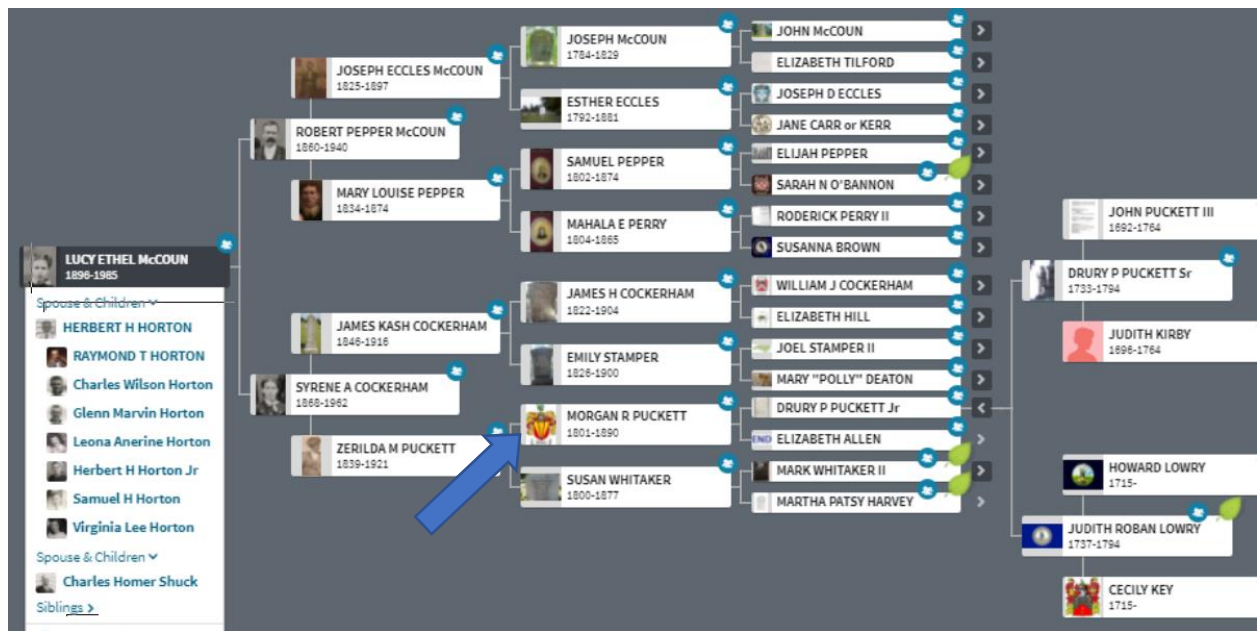 LUCY ETHEL McCOUN
1896-1985
Spouse & Children
HERBERT H HORTON
RAYMOND T HORTON
Charles Wilson Horton
Glenn Marvin Horton
Leona Anerine Horton
Herbert H Horton Jr
Samuel H Horton
Virginia Lee Horton
Spouse & Children
Charles Homer Shuck
Siblings >
ROBERT PEPPER McCOUN
1860-1940
SYRENE A COCKERHAM
1868-1962
JOSEPH ECCLES McCOUN
1825-1897
MARY LOUISE PEPPER
1834-1874
JAMES KASH COCKERHAM
1846-1916
ZERILDA M PUCKETT
1839-1921
JOSEPH McCOUN
1784-1829
ESTHER ECCLES
1792-1881
SAMUEL PEPPER
1802-1874
MAHALA E PERRY
1804-1865
JAMES H COCKERHAM
1822-1904
EMILY STAMPER
1826-1900
MORGAN R PUCKETT
1801-1890
SUSAN WHITAKER
1800-1877
JOHN McCOUN
ELIZABETH TILFORD
JOSEPH D ECCLES
JANE CARR or KERR
ELIJAH PEPPER
SARAH N O'BANNON
RODERICK PERRY II
SUSANNA BROWN
WILLIAM J COCKERHAM
ELIZABETH HILL
JOEL STAMPER II
MARY "POLLY" DEATON
DRURY P PUCKETT Jr
END ELIZABETH ALLEN
MARK WHITAKER II
MARTHA PATSY HARVEY
JOHN PUCKETT III
1692-1764
DRURY P PUCKETT Sr
1733-1794
JUDITH KIRBY
1696-1764
HOWARD LOWRY
1715-
JUDITH ROBAN LOWRY
1737-1794
CECILY KEY
1715-